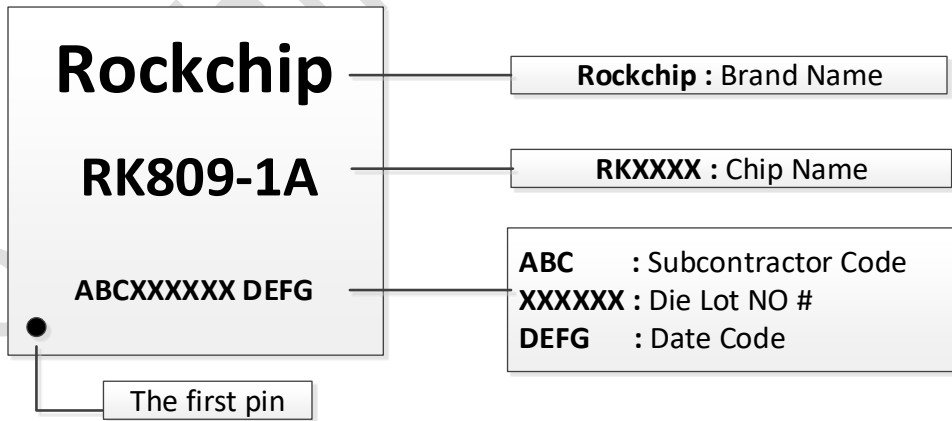 Rockchip
Rockchip : Brand Name
RK809-1A
RKXXXX : Chip Name
ABCXXXXXX DEFG
ABC : Subcontractor Code
XXXXXX : Die Lot NO #
DEFG : Date Code
The first pin